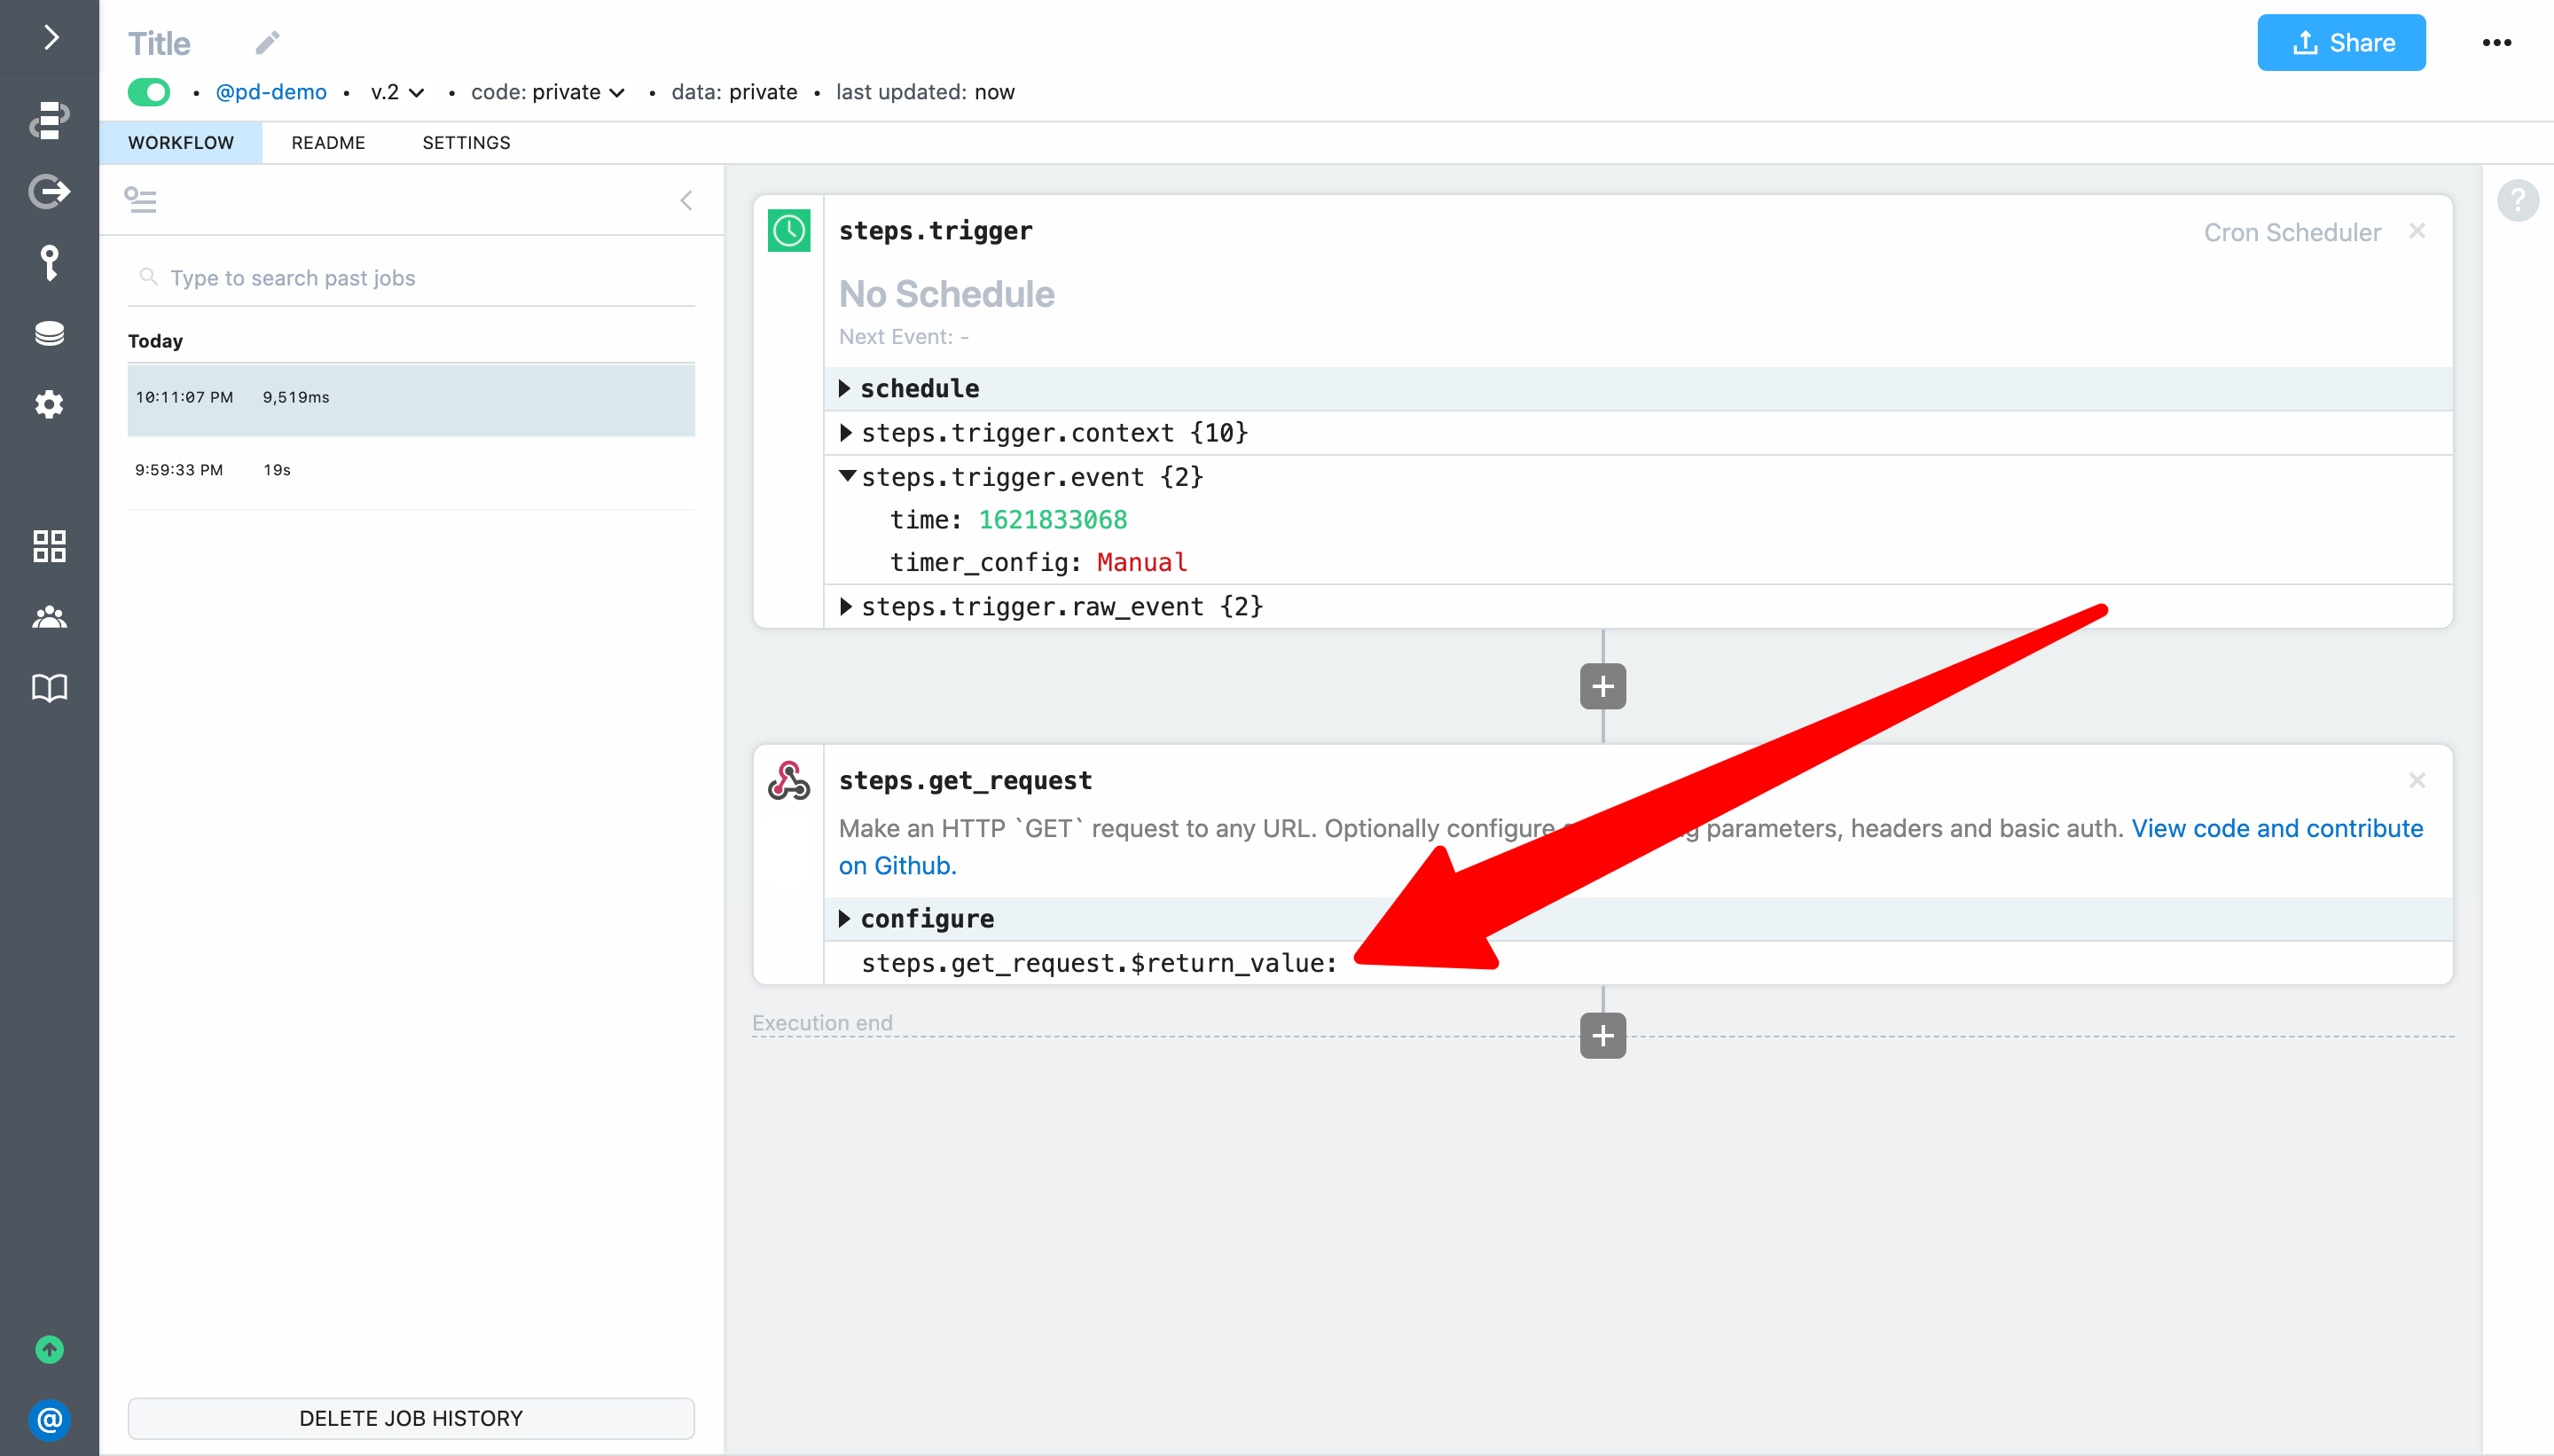 Title
Share
• @pd-demo • v.2 • code: private • data: private • last updated: now
WORKFLOW README SETTINGS
Type to search past jobs
Today
10:11:07 PM 9,519ms
9:59:33 PM 19s
DELETE JOB HISTORY
steps.trigger
Cron Scheduler
No Schedule
Next Event: -
schedule
steps.trigger.context {10}
steps.trigger.event {2}
time: 1621833068
timer_config: Manual
steps.trigger.raw_event {2}
steps.get_request
Make an HTTP `GET` request to any URL. Optionally configure parameters, headers and basic auth. View code and contribute
on Github.
configure
steps.get_request.$return_value:
Execution end
?
@